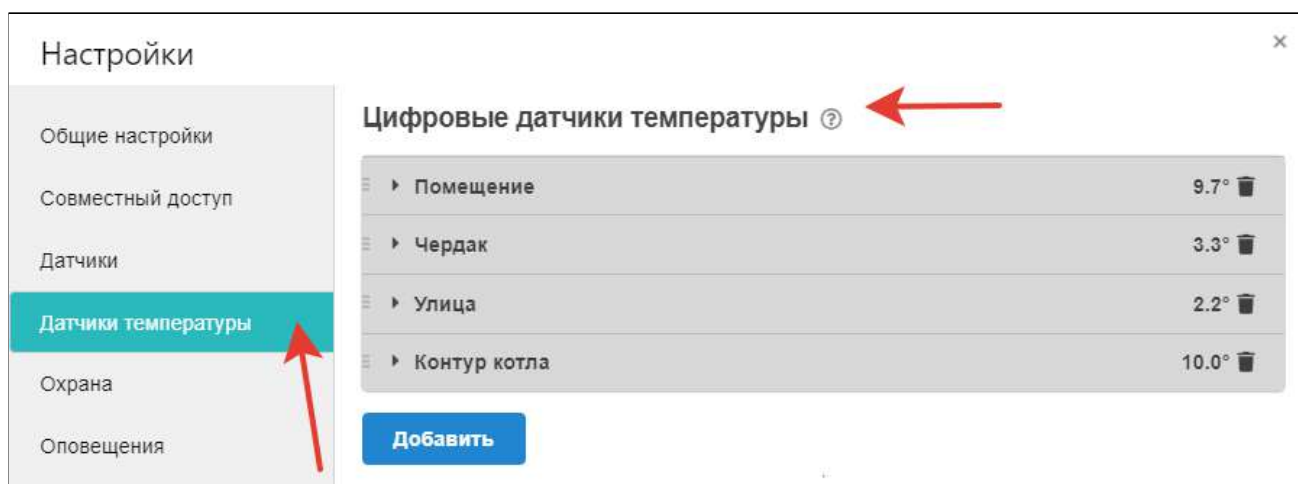 Настройки
×
Общие настройки
Совместный доступ
Датчики
Датчики температуры
Охрана
Оповещения
Цифровые датчики температуры ?
Помещение 9.7°
Чердак 3.3°
Улица 2.2°
Контур котла 10.0°
Добавить